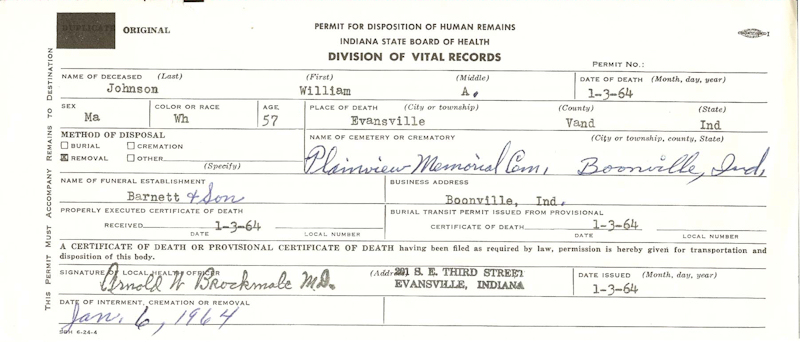 DUPLICATE ORIGINAL
PERMIT FOR DISPOSITION OF HUMAN REMAINS
INDIANA STATE BOARD OF HEALTH
DIVISION OF VITAL RECORDS
PERMIT NO.:
THIS PERMIT MUST ACCOMPANY REMAINS TO DESTINATION
NAME OF DECEASED (Last) (First) (Middle) DATE OF DEATH (Month, day, year)
Johnson William A. 1-3-64
SEX COLOR OR RACE AGE PLACE OF DEATH (City or township) (County) (State)
Ma Wh 57 Evansville Vand Ind
METHOD OF DISPOSAL NAME OF CEMETERY OR CREMATORY (City or township, county, State)
BURIAL CREMATION
REMOVAL OTHER
(Specify)
Plainview Memorial Cem. Boonville, Ind.
NAME OF FUNERAL ESTABLISHMENT BUSINESS ADDRESS
Barnett & Son Boonville, Ind.
PROPERLY EXECUTED CERTIFICATE OF DEATH BURIAL TRANSIT PERMIT ISSUED FROM PROVISIONAL
RECEIVED 1-3-64 CERTIFICATE OF DEATH 1-3-64
DATE LOCAL NUMBER DATE LOCAL NUMBER
A CERTIFICATE OF DEATH OR PROVISIONAL CERTIFICATE OF DEATH having been filed as required by law, permission is hereby given for transportation and
disposition of this body.
SIGNATURE OF LOCAL HEALTH OFFICER (Addr 201 S. E. THIRD STREET DATE ISSUED (Month, day, year)
Arnold W Brockmole M.D. EVANSVILLE, INDIANA 1-3-64
DATE OF INTERMENT, CREMATION OR REMOVAL
Jan. 6, 1964
SBH 6-24-4